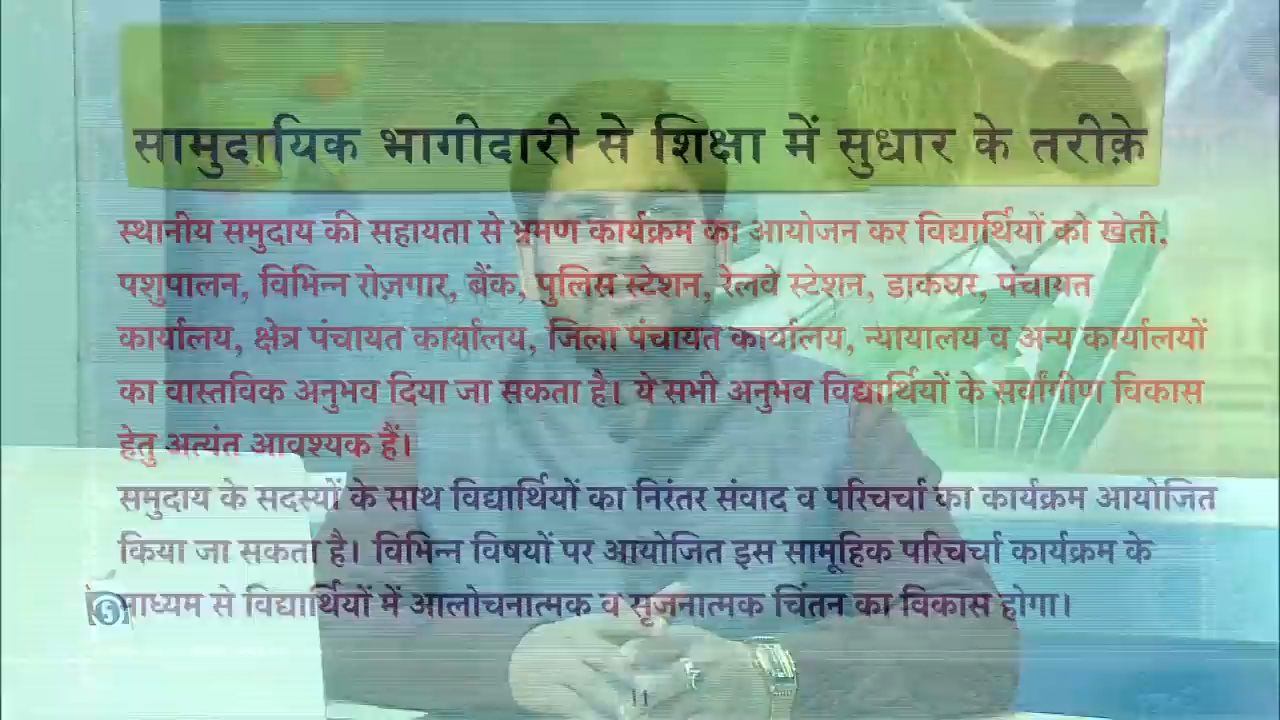 सामुदायिक भागीदारी से शिक्षा में सुधार के तरीक़े
स्थानीय समुदाय की सहायता से भ्रमण कार्यक्रम का आयोजन कर विद्यार्थियों को खेती,
पशुपालन, विभिन्न रोज़गार, बैंक, पुलिस स्टेशन, रेलवे स्टेशन, डाकघर, पंचायत
कार्यालय, क्षेत्र पंचायत कार्यालय, जिला पंचायत कार्यालय, न्यायालय व अन्य कार्यालयों
का वास्तविक अनुभव दिया जा सकता है। ये सभी अनुभव विद्यार्थियों के सर्वांगीण विकास
हेतु अत्यंत आवश्यक हैं।
समुदाय के सदस्यों के साथ विद्यार्थियों का निरंतर संवाद व परिचर्चा का कार्यक्रम आयोजित
किया जा सकता है। विभिन्न विषयों पर आयोजित इस सामूहिक परिचर्चा कार्यक्रम के
माध्यम से विद्यार्थियों में आलोचनात्मक व सृजनात्मक चिंतन का विकास होगा।
11